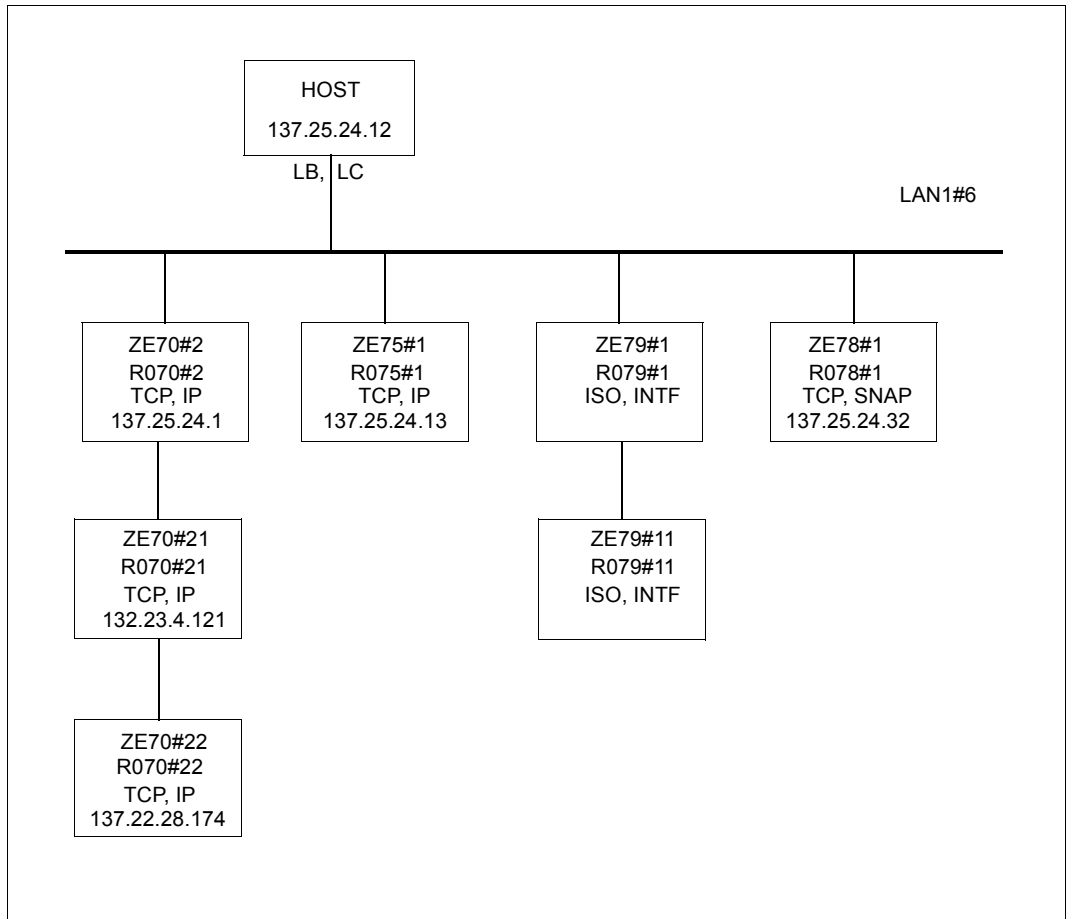 HOST
137.25.24.12
LB, LC
LAN1#6
ZE70#2
R070#2
TCP, IP
137.25.24.1
ZE75#1
R075#1
TCP, IP
137.25.24.13
ZE79#1
R079#1
ISO, INTF
ZE78#1
R078#1
TCP, SNAP
137.25.24.32
ZE70#21
R070#21
TCP, IP
132.23.4.121
ZE79#11
R079#11
ISO, INTF
ZE70#22
R070#22
TCP, IP
137.22.28.174